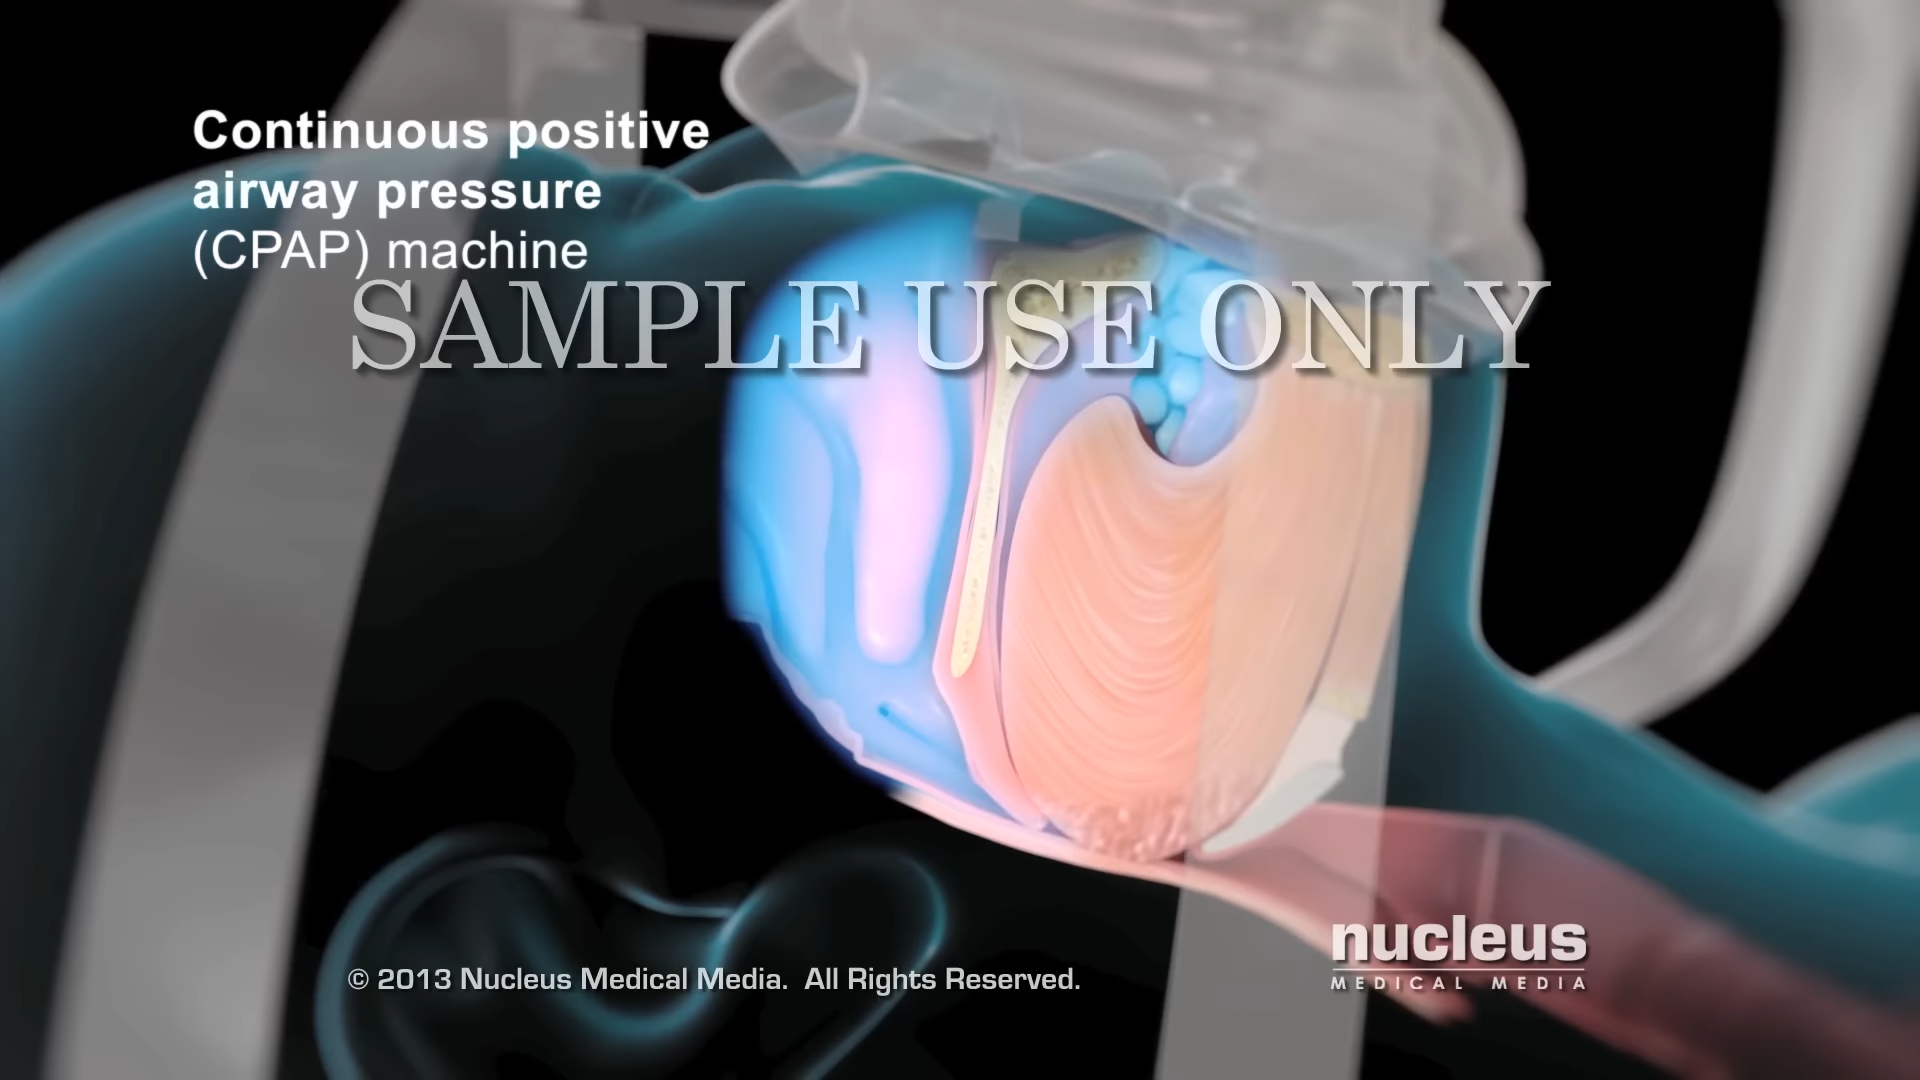 Continuous positive
airway pressure
(CPAP) machine
SAMPLE USE ONLY
© 2013 Nucleus Medical Media. All Rights Reserved.
nucleus
MEDICAL MEDIA